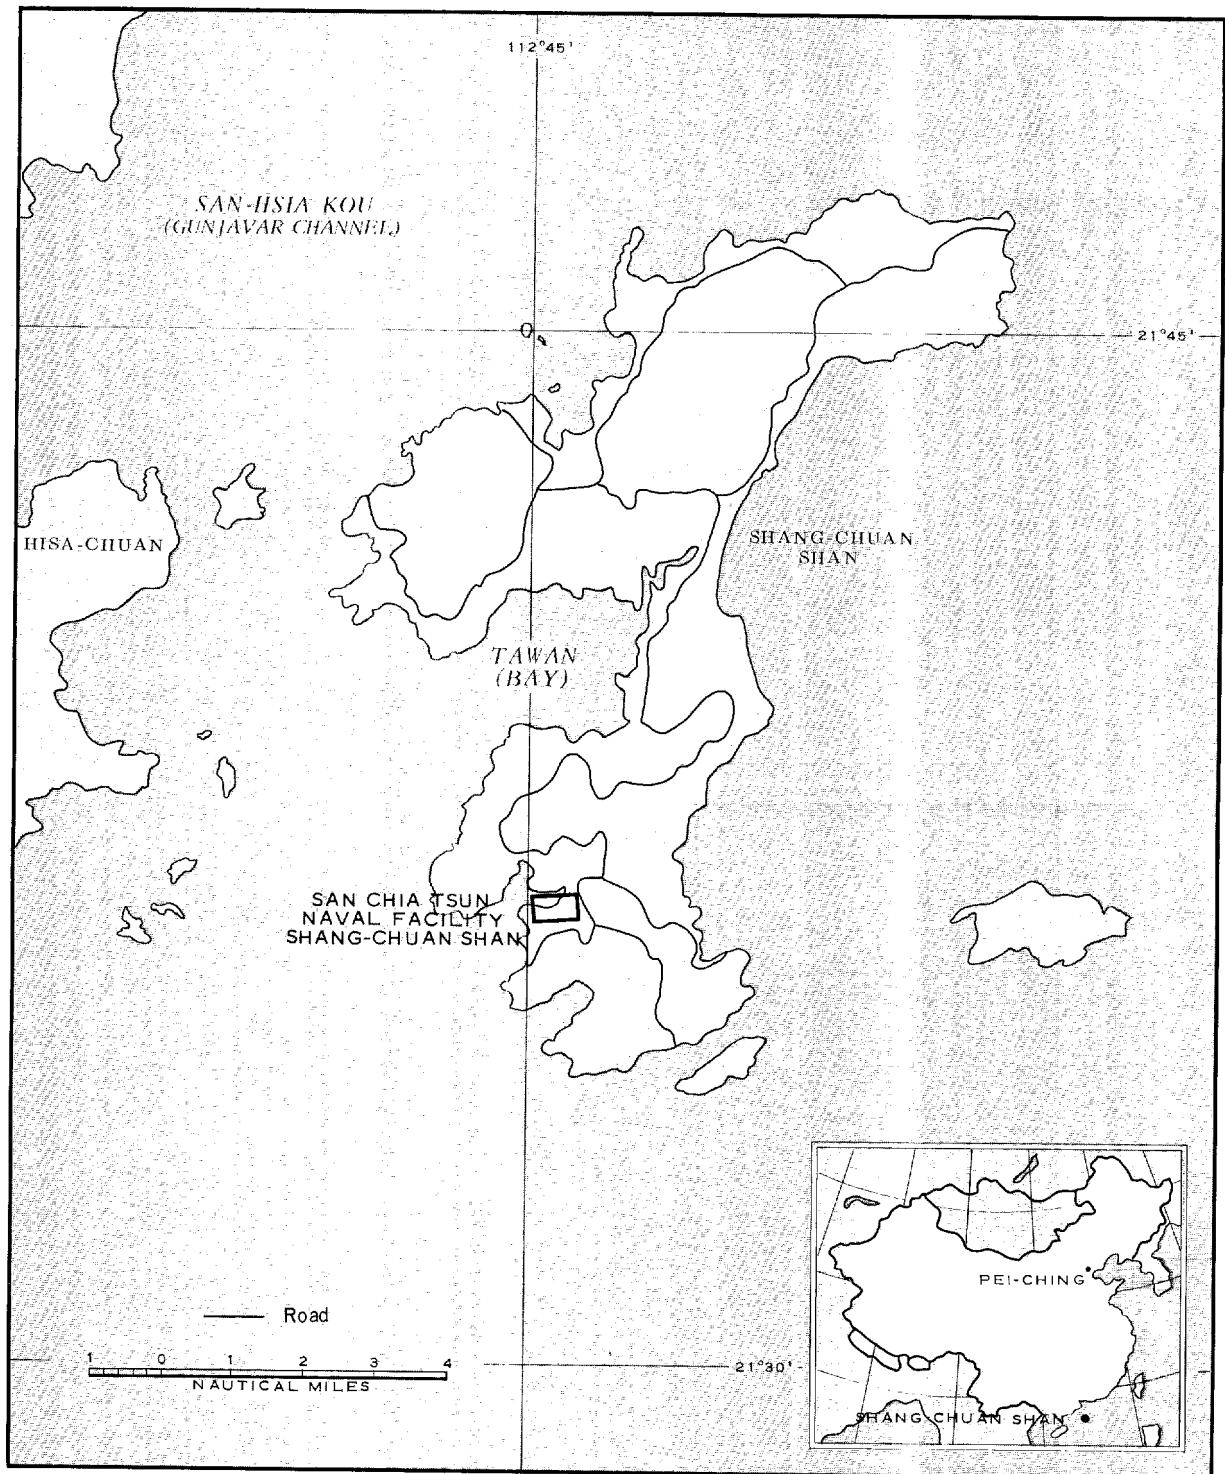 112°45'
SAN-HSIA KOU
(GUNJAVAR CHANNEL)
21°45'
HISA-CHUAN
SHANG-CHUAN
SHAN
TAWAN
(BAY)
SAN CHIA TSUN
NAVAL FACILITY
SHANG-CHUAN SHAN
PEI-CHING
Road
1 0 1 2 3 4
NAUTICAL MILES
21°30'
SHANG-CHUAN SHAN